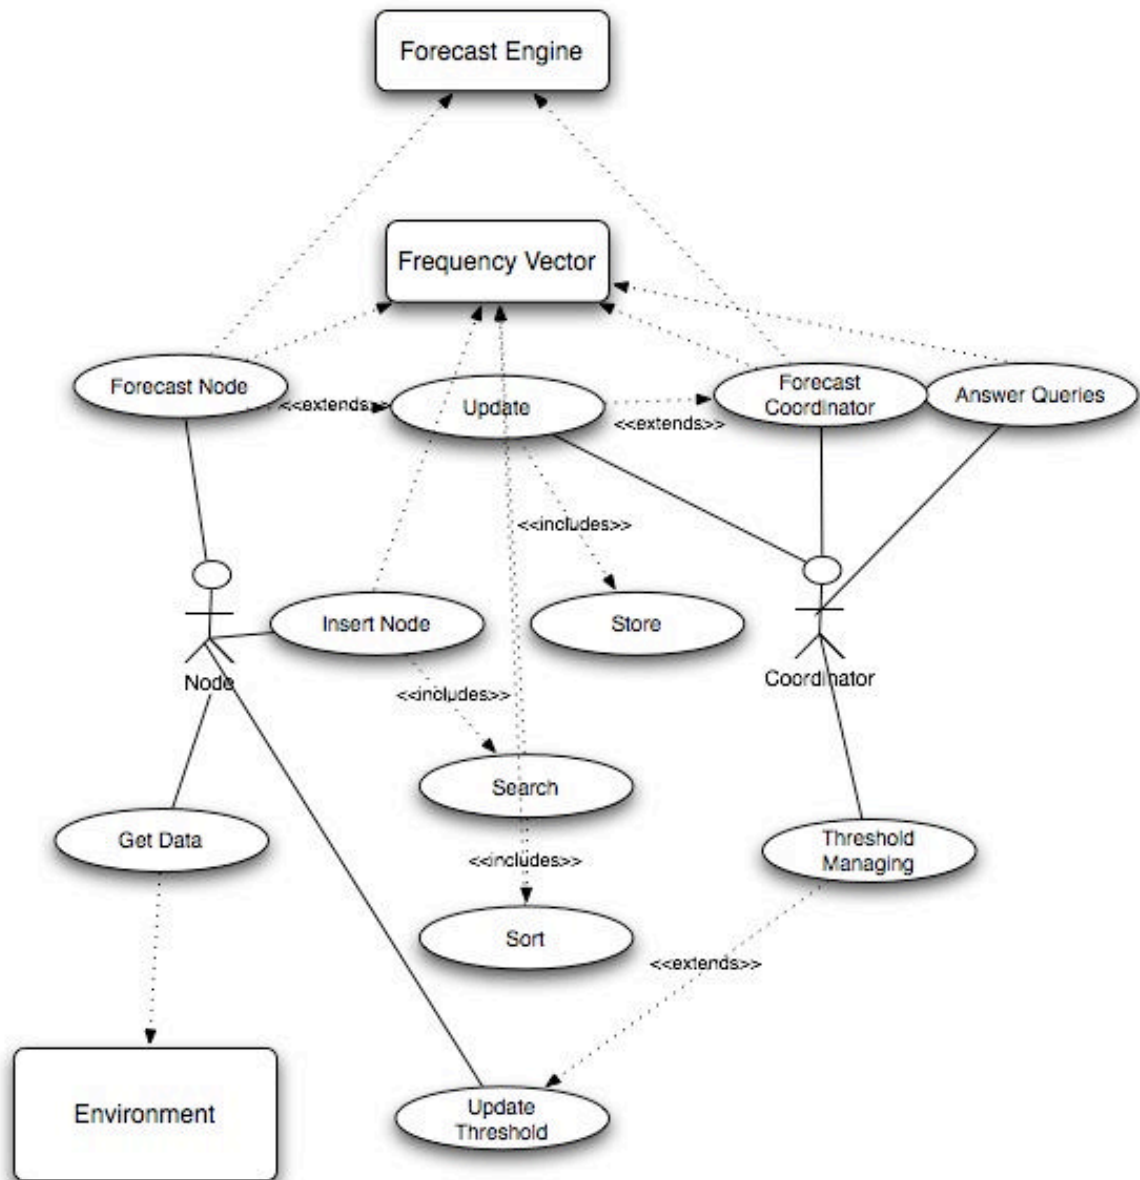 Forecast Engine
Frequency Vector
Forecast Node
<<extends>>
Update
<<extends>>
Forecast
Coordinator
Answer Queries
<<includes>>
Insert Node
Store
Node
Coordinator
<<includes>>
Search
Get Data
Threshold
Managing
<<includes>>
Sort
<<extends>>
Environment
Update
Threshold